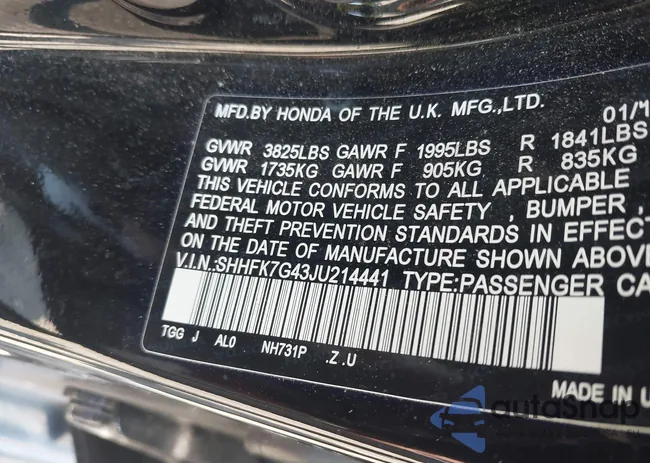 MFD.BY HONDA OF THE U.K. MFG.,LTD. 01/1
GVWR 3825LBS GAWR F 1995LBS R 1841LBS
GVWR 1735KG GAWR F 905KG R 835KG
THIS VEHICLE CONFORMS TO ALL APPLICABLE
FEDERAL MOTOR VEHICLE SAFETY , BUMPER ,
AND THEFT PREVENTION STANDARDS IN EFFECT
ON THE DATE OF MANUFACTURE SHOWN ABOVE
V.I.N.:SHHFK7G43JU214441 TYPE:PASSENGER CA
TGG J AL0 NH731P .Z.U
MADE IN U
autoSnap